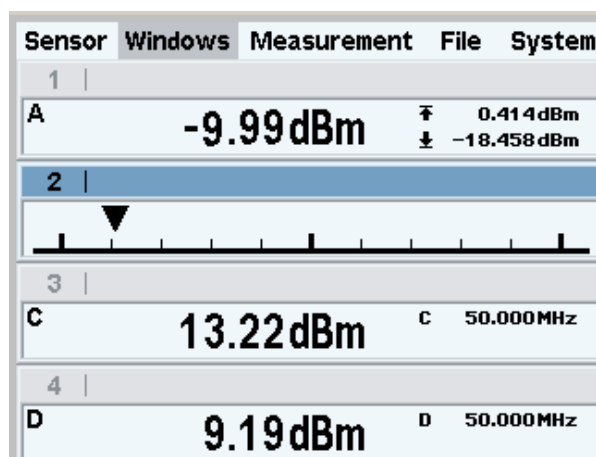 Sensor Windows Measurement File System
1
A -9.99dBm 0.414dBm
-18.458dBm
2
3
C 13.22dBm C 50.000MHz
4
D 9.19dBm D 50.000MHz